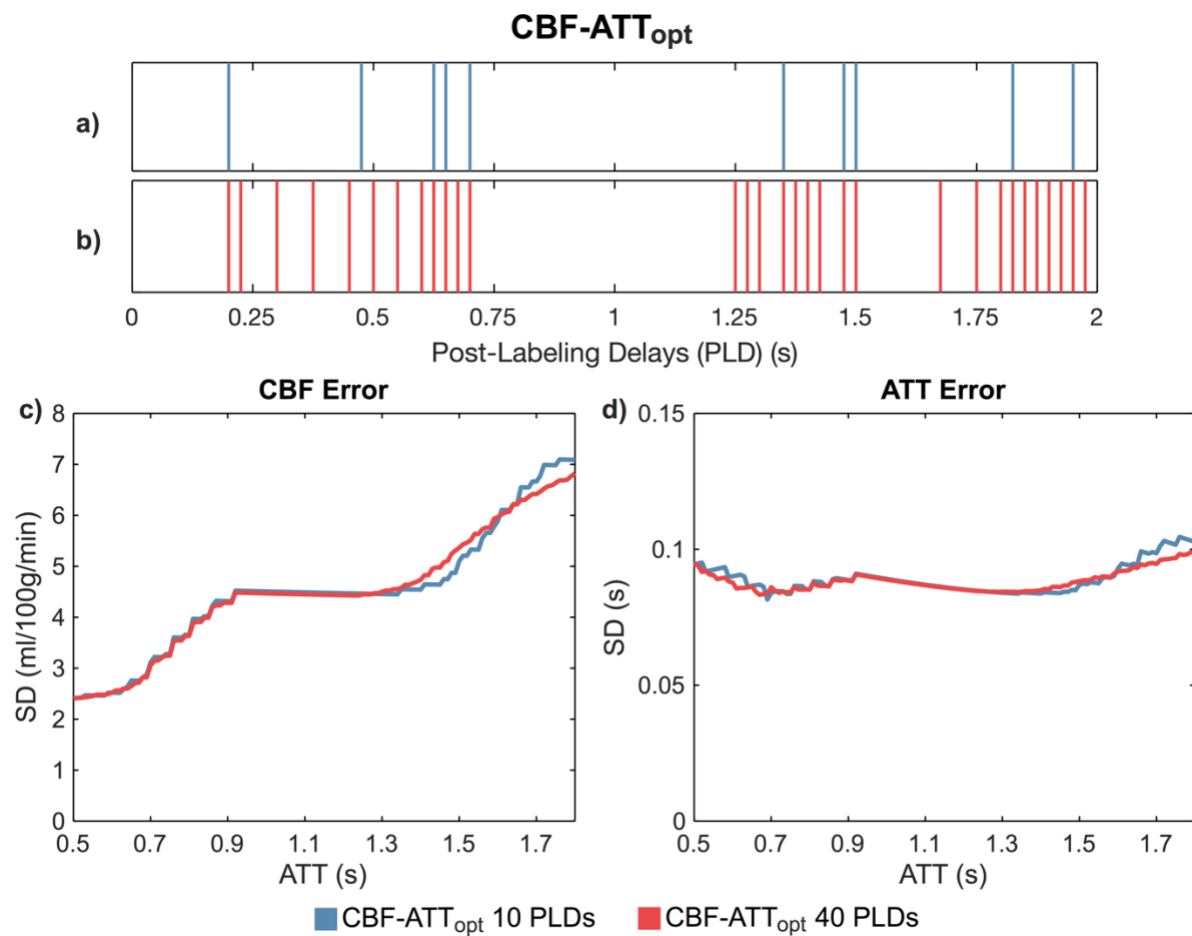 CBF-ATTopt
a)
b)
0 0.25 0.5 0.75 1 1.25 1.5 1.75 2
Post-Labeling Delays (PLD) (s)
c)
CBF Error
8
7
6
5
4
3
2
1
0
SD (ml/100g/min)
0.5 0.7 0.9 1.1 1.3 1.5 1.7
ATT (s)
d)
ATT Error
0.15
0.1
0.05
0
SD (s)
0.5 0.7 0.9 1.1 1.3 1.5 1.7
ATT (s)
CBF-ATTopt 10 PLDs CBF-ATTopt 40 PLDs